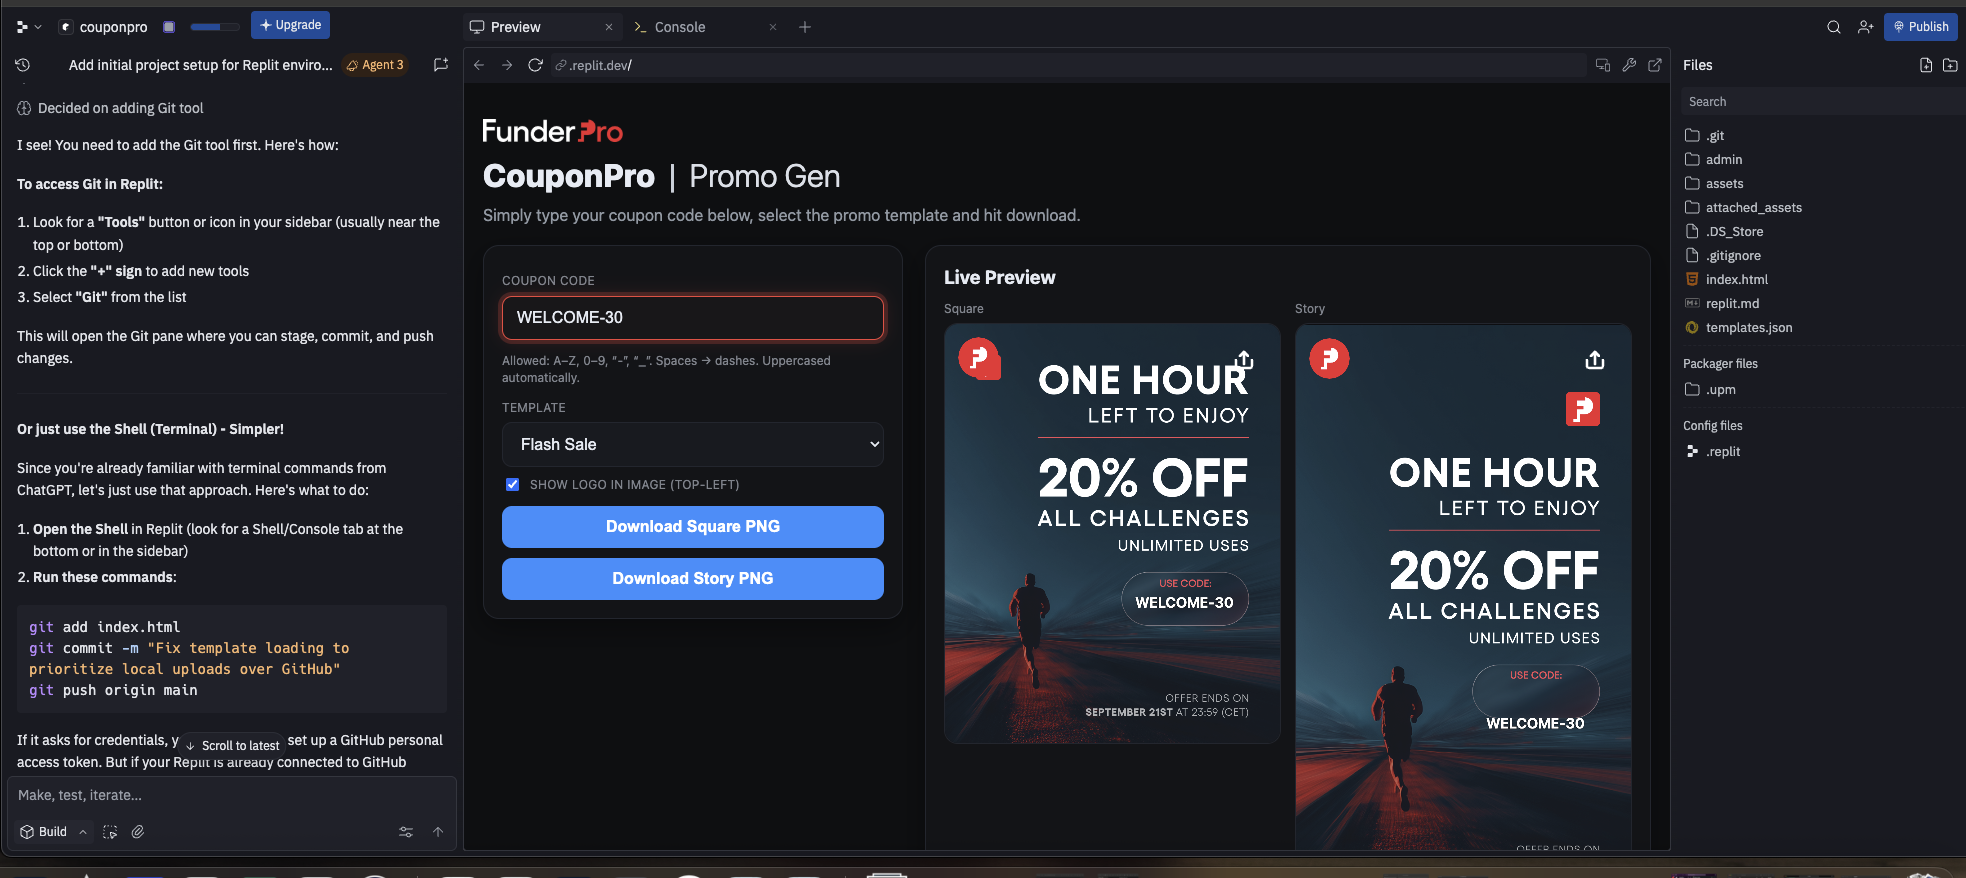 couponpro
Upgrade
Preview
Console
Publish
Add initial project setup for Replit enviro...
Agent 3
.replit.dev/
Files
Search
.git
admin
assets
attached_assets
.DS_Store
.gitignore
index.html
replit.md
templates.json
Packager files
.upm
Config files
.replit
Decided on adding Git tool
I see! You need to add the Git tool first. Here's how:
To access Git in Replit:
1. Look for a "Tools" button or icon in your sidebar (usually near the
top or bottom)
2. Click the "+" sign to add new tools
3. Select "Git" from the list
This will open the Git pane where you can stage, commit, and push
changes.
Or just use the Shell (Terminal) - Simpler!
Since you're already familiar with terminal commands from
ChatGPT, let's just use that approach. Here's what to do:
1. Open the Shell in Replit (look for a Shell/Console tab at the
bottom or in the sidebar)
2. Run these commands:
git add index.html
git commit -m "Fix template loading to
prioritize local uploads over GitHub"
git push origin main
If it asks for credentials, y
Scroll to latest
set up a GitHub personal
access token. But if your Replit is already connected to GitHub
Make, test, iterate...
Build
FunderPro
CouponPro | Promo Gen
Simply type your coupon code below, select the promo template and hit download.
COUPON CODE
WELCOME-30
Allowed: A–Z, 0–9, "-", "_". Spaces → dashes. Uppercased
automatically.
TEMPLATE
Flash Sale
SHOW LOGO IN IMAGE (TOP-LEFT)
Download Square PNG
Download Story PNG
Live Preview
Square
ONE HOUR
LEFT TO ENJOY
20% OFF
ALL CHALLENGES
UNLIMITED USES
USE CODE:
WELCOME-30
OFFER ENDS ON
SEPTEMBER 21ST AT 23:59 (CET)
Story
ONE HOUR
LEFT TO ENJOY
20% OFF
ALL CHALLENGES
UNLIMITED USES
USE CODE:
WELCOME-30
OFFER ENDS ON